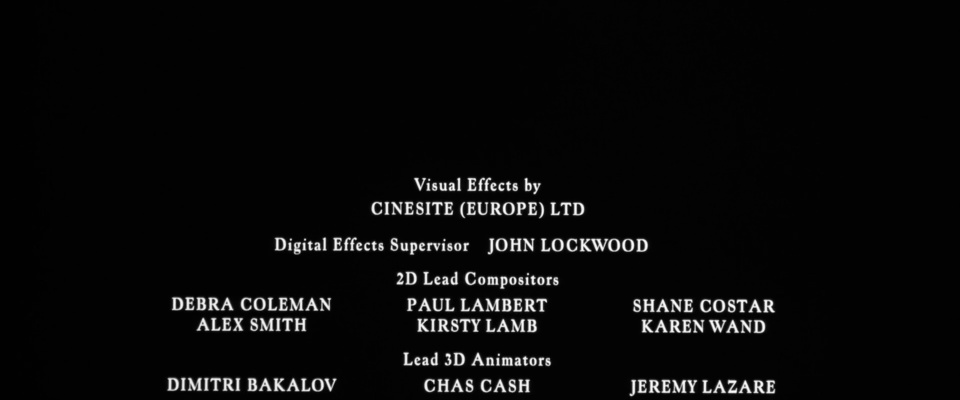 Visual Effects by
CINESITE (EUROPE) LTD
Digital Effects Supervisor JOHN LOCKWOOD
2D Lead Compositors
DEBRA COLEMAN PAUL LAMBERT SHANE COSTAR
ALEX SMITH KIRSTY LAMB KAREN WAND
Lead 3D Animators
DIMITRI BAKALOV CHAS CASH JEREMY LAZARE